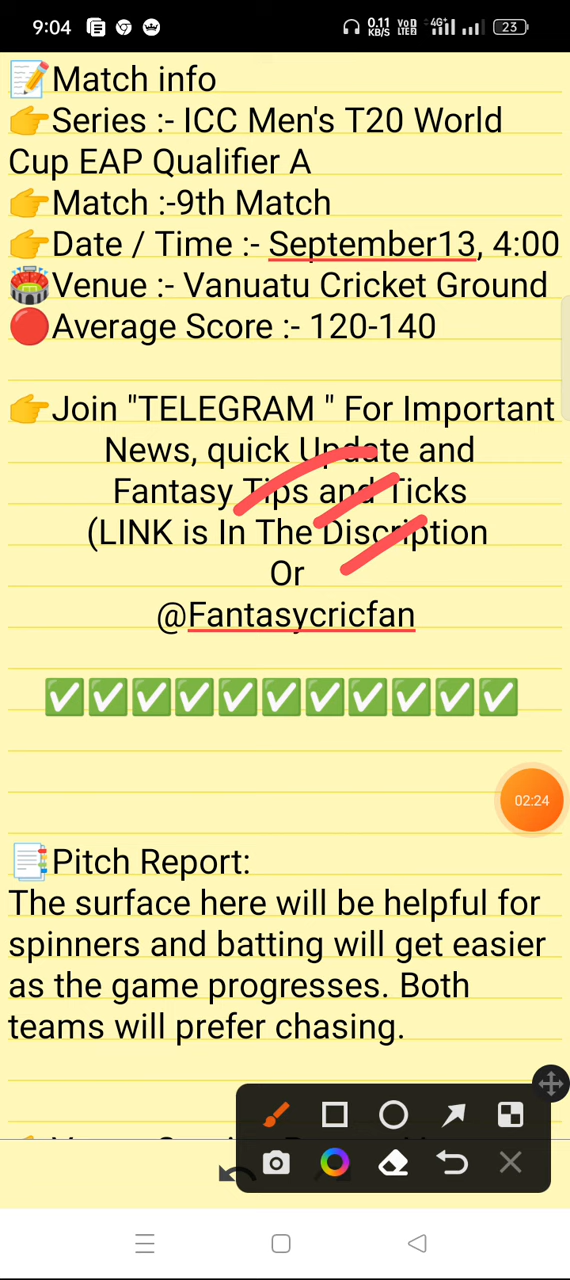 9:04 0.11 KB/S VoD LTE2 4G+ 23
📝Match info
👉Series :- ICC Men's T20 World
Cup EAP Qualifier A
👉Match :-9th Match
👉Date / Time :- September13, 4:00
🏟️Venue :- Vanuatu Cricket Ground
🔴Average Score :- 120-140
👉Join "TELEGRAM " For Important
News, quick Update and
Fantasy Tips and Ticks
(LINK is In The Discription
Or
@Fantasycricfan
✅✅✅✅✅✅✅✅✅✅✅
02:24
📑Pitch Report:
The surface here will be helpful for
spinners and batting will get easier
as the game progresses. Both
teams will prefer chasing.